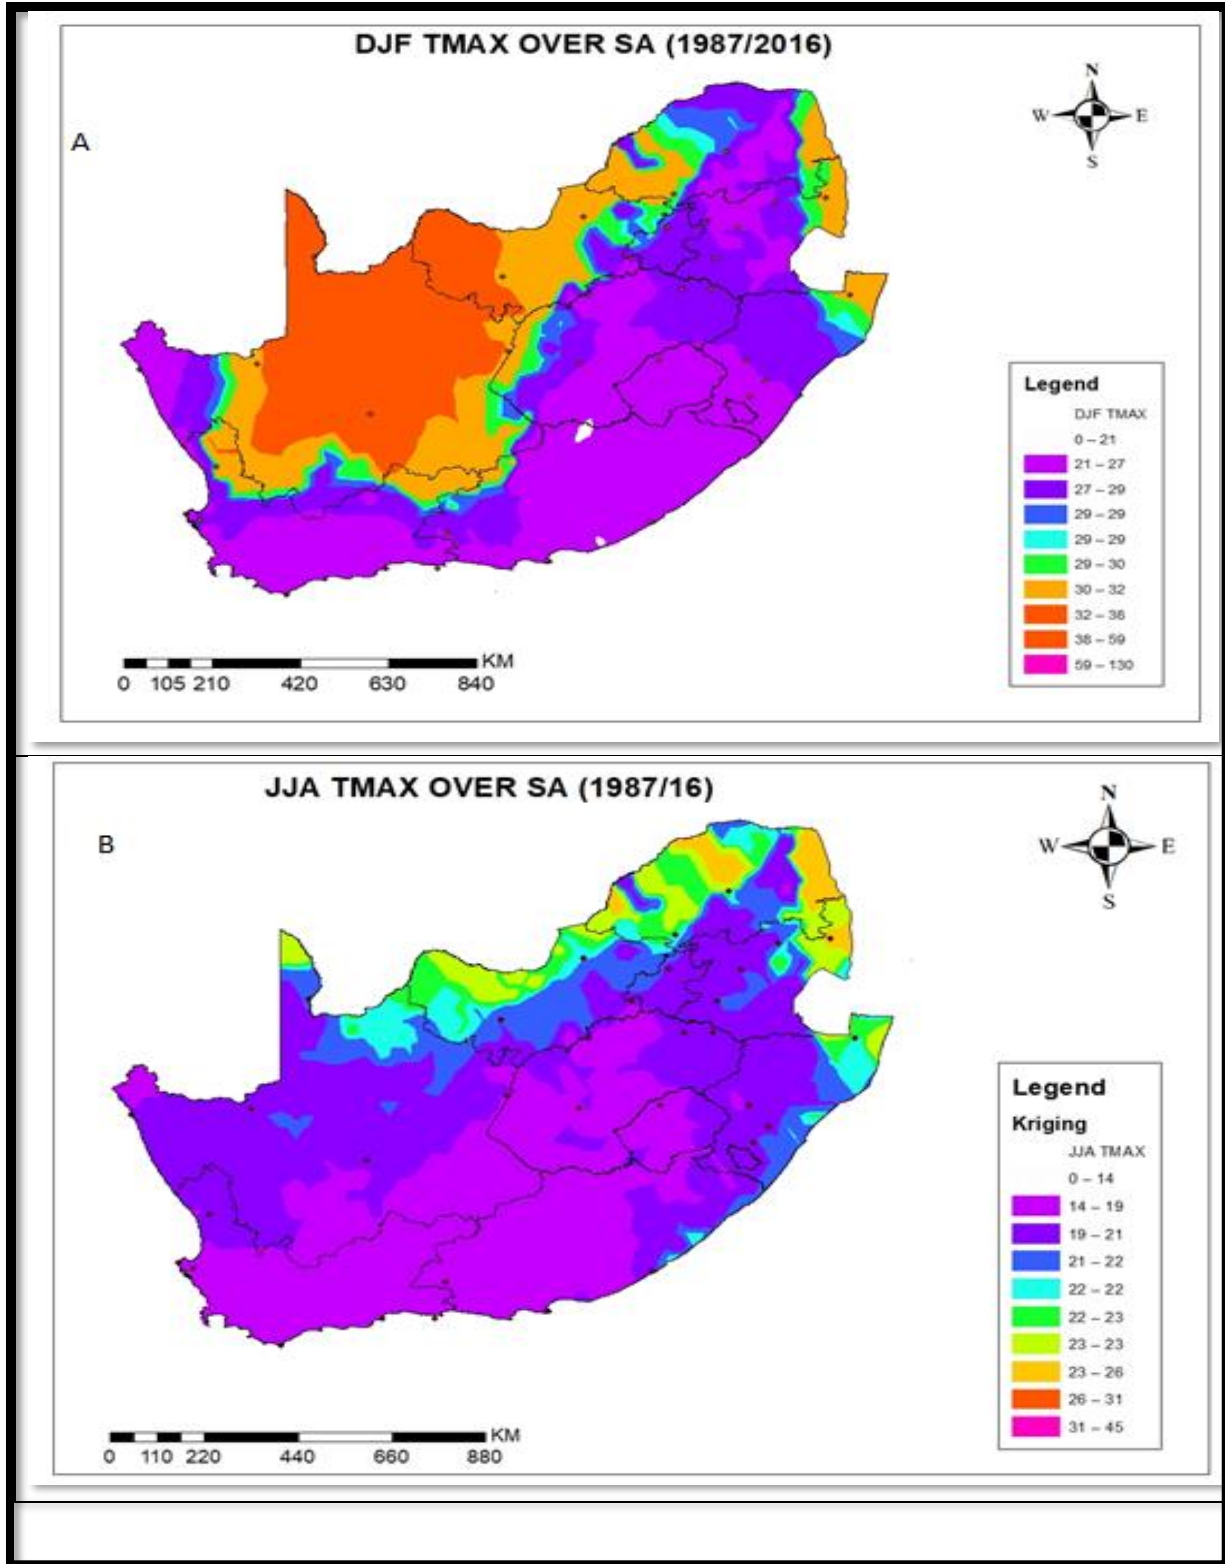 DJF TMAX OVER SA (1987/2016)
N
A
W E
S
Legend
DJF TMAX
0 – 21
21 – 27
27 – 29
29 – 29
29 – 29
29 – 30
30 – 32
32 – 38
38 – 59
59 – 130
KM
0 105 210 420 630 840
JJA TMAX OVER SA (1987/16)
N
B
W E
S
Legend
Kriging
JJA TMAX
0 – 14
14 – 19
19 – 21
21 – 22
22 – 22
22 – 23
23 – 23
23 – 26
26 – 31
31 – 45
KM
0 110 220 440 660 880